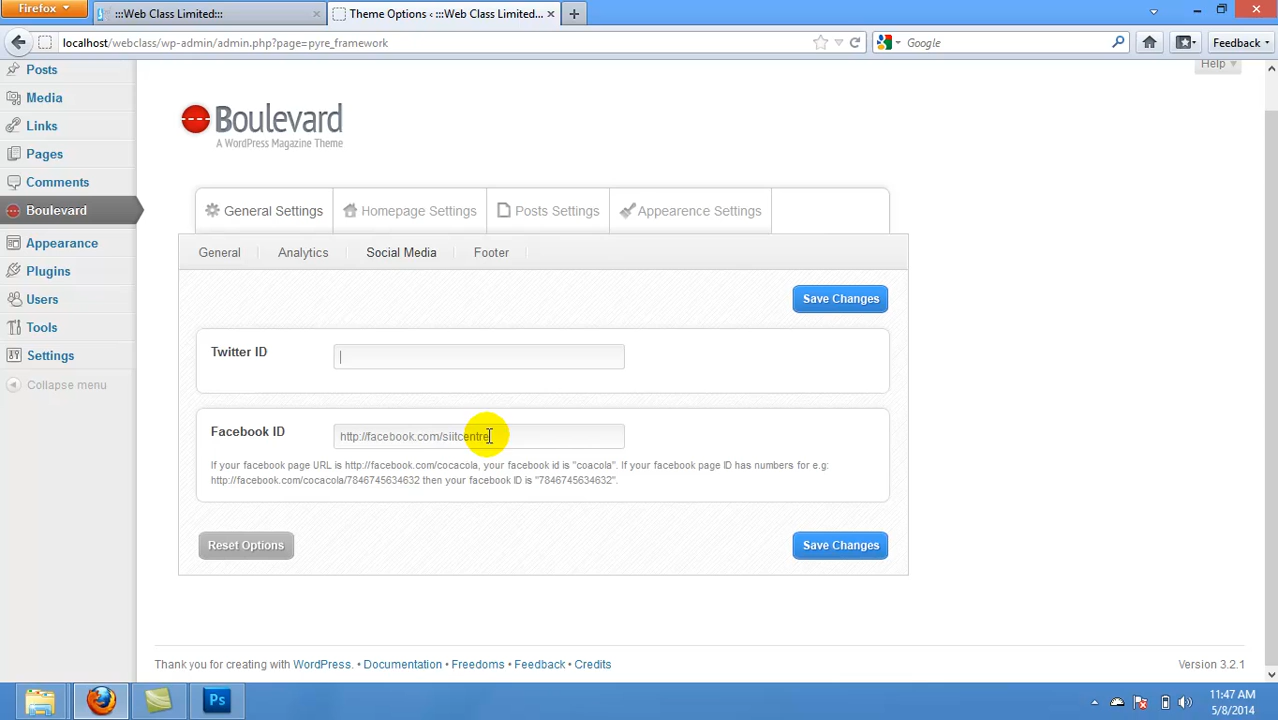 Firefox
:::Web Class Limited:::
Theme Options ‹ :::Web Class Limited...
localhost/webclass/wp-admin/admin.php?page=pyre_framework
Google
Feedback
Posts
Media
Links
Pages
Comments
Boulevard
Appearance
Plugins
Users
Tools
Settings
Collapse menu
Help
Boulevard
A WordPress Magazine Theme
General Settings
Homepage Settings
Posts Settings
Appearence Settings
General
Analytics
Social Media
Footer
Save Changes
Twitter ID
Facebook ID
http://facebook.com/siitcentre
If your facebook page URL is http://facebook.com/cocacola, your facebook id is "coacola". If your facebook page ID has numbers for e.g:
http://facebook.com/cocacola/7846745634632 then your facebook ID is "7846745634632".
Reset Options
Save Changes
Thank you for creating with WordPress. • Documentation • Freedoms • Feedback • Credits
Version 3.2.1
Ps
11:47 AM
5/8/2014